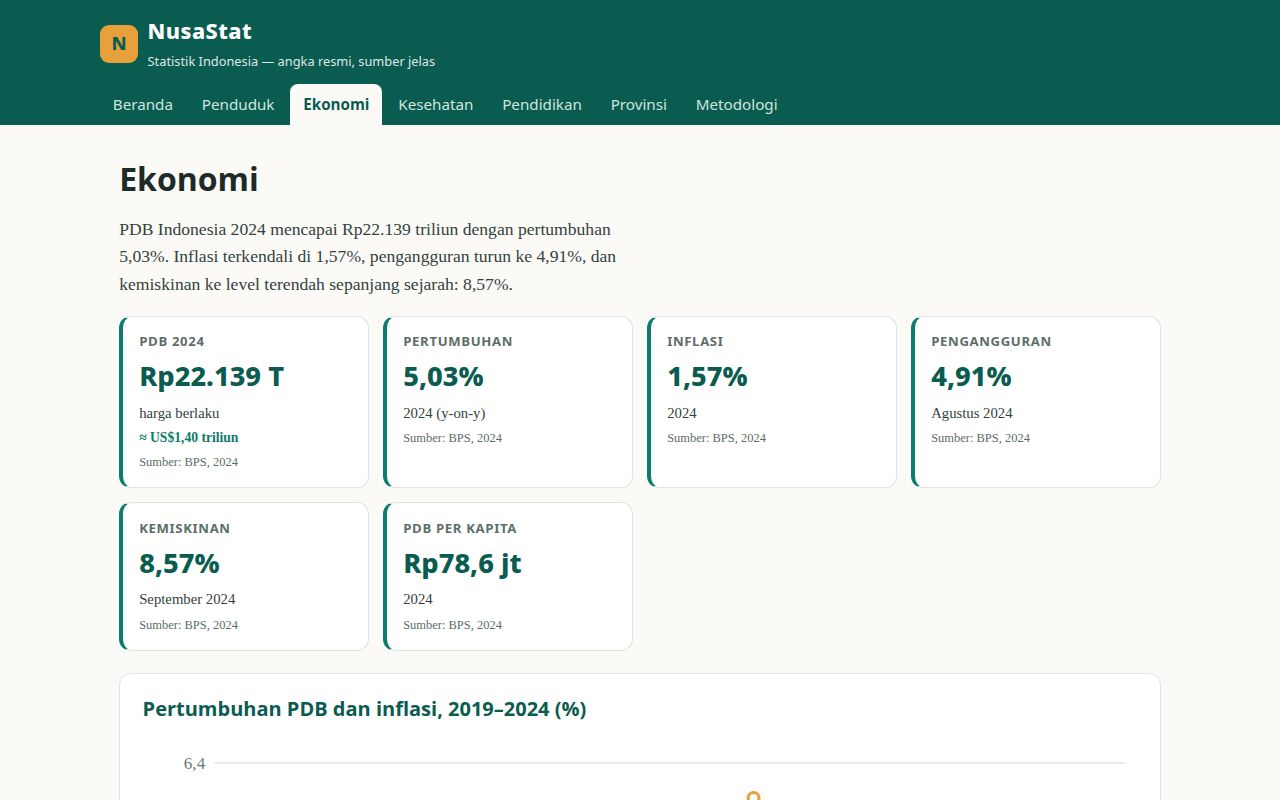 N
NusaStat
Statistik Indonesia — angka resmi, sumber jelas
Beranda Penduduk Ekonomi Kesehatan Pendidikan Provinsi Metodologi
Ekonomi
PDB Indonesia 2024 mencapai Rp22.139 triliun dengan pertumbuhan
5,03%. Inflasi terkendali di 1,57%, pengangguran turun ke 4,91%, dan
kemiskinan ke level terendah sepanjang sejarah: 8,57%.
PDB 2024
Rp22.139 T
harga berlaku
≈ US$1,40 triliun
Sumber: BPS, 2024
PERTUMBUHAN
5,03%
2024 (y-on-y)
Sumber: BPS, 2024
INFLASI
1,57%
2024
Sumber: BPS, 2024
PENGANGGURAN
4,91%
Agustus 2024
Sumber: BPS, 2024
KEMISKINAN
8,57%
September 2024
Sumber: BPS, 2024
PDB PER KAPITA
Rp78,6 jt
2024
Sumber: BPS, 2024
Pertumbuhan PDB dan inflasi, 2019–2024 (%)
6,4